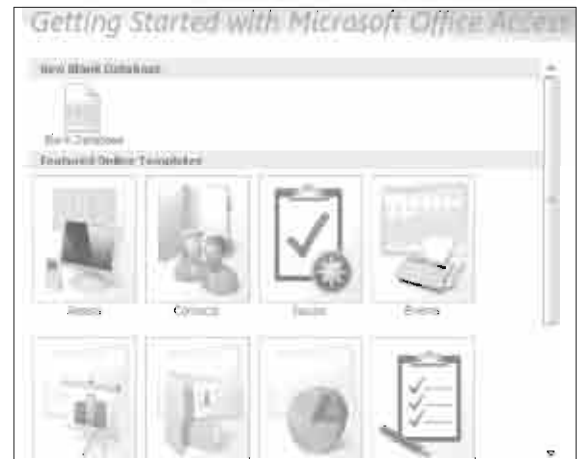 Getting Started with Microsoft Office Access
New Blank Database
Blank Database
Featured Online Templates
Assets
Contacts
Issues
Events